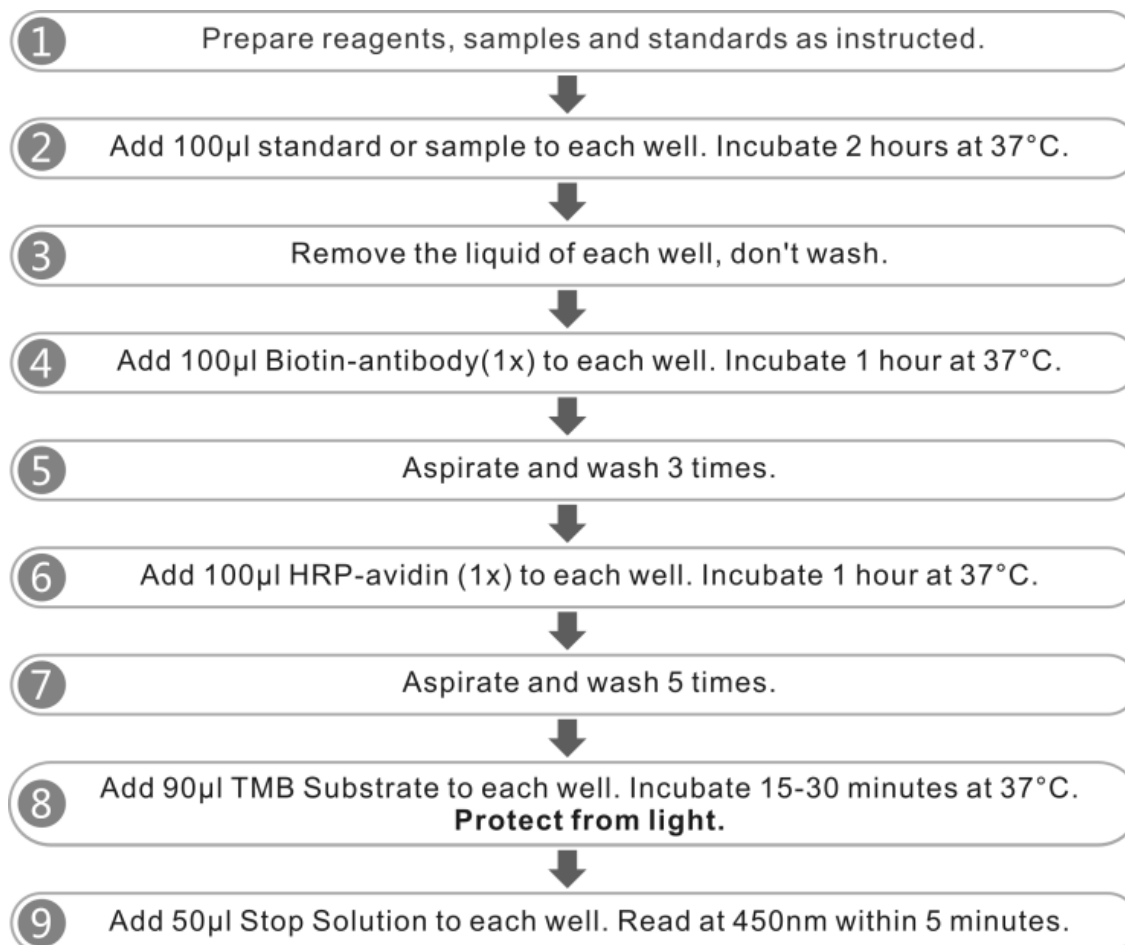 1 Prepare reagents, samples and standards as instructed.
2 Add 100µl standard or sample to each well. Incubate 2 hours at 37°C.
3 Remove the liquid of each well, don't wash.
4 Add 100µl Biotin-antibody(1x) to each well. Incubate 1 hour at 37°C.
5 Aspirate and wash 3 times.
6 Add 100µl HRP-avidin (1x) to each well. Incubate 1 hour at 37°C.
7 Aspirate and wash 5 times.
8 Add 90µl TMB Substrate to each well. Incubate 15-30 minutes at 37°C.
Protect from light.
9 Add 50µl Stop Solution to each well. Read at 450nm within 5 minutes.